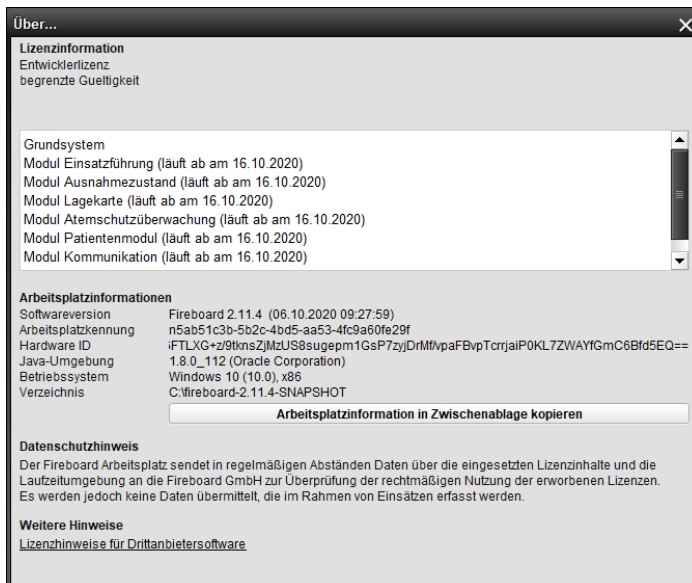 Über...
Lizenzinformation
Entwicklerlizenz
begrenzte Gueltigkeit
Grundsystem
Modul Einsatzführung (läuft ab am 16.10.2020)
Modul Ausnahmezustand (läuft ab am 16.10.2020)
Modul Lagekarte (läuft ab am 16.10.2020)
Modul Atemschutzüberwachung (läuft ab am 16.10.2020)
Modul Patientenmodul (läuft ab am 16.10.2020)
Modul Kommunikation (läuft ab am 16.10.2020)
Arbeitsplatzinformationen
Softwareversion Fireboard 2.11.4 (06.10.2020 09:27:59)
Arbeitsplatzkennung n5ab51c3b-5b2c-4bd5-aa53-4fc9a60fe29f
Hardware ID
Java-Umgebung 1.8.0_112 (Oracle Corporation)
Betriebssystem Windows 10 (10.0), x86
Verzeichnis C:\fireboard-2.11.4-SNAPSHOT
Arbeitsplatzinformation in Zwischenablage kopieren
Datenschutzhinweis
Der Fireboard Arbeitsplatz sendet in regelmäßigen Abständen Daten über die eingesetzten Lizenzinhalte und die
Laufzeitumgebung an die Fireboard GmbH zur Überprüfung der rechtmäßigen Nutzung der erworbenen Lizenzen.
Es werden jedoch keine Daten übermittelt, die im Rahmen von Einsätzen erfasst werden.
Weitere Hinweise
Lizenzhinweise für Drittanbietersoftware